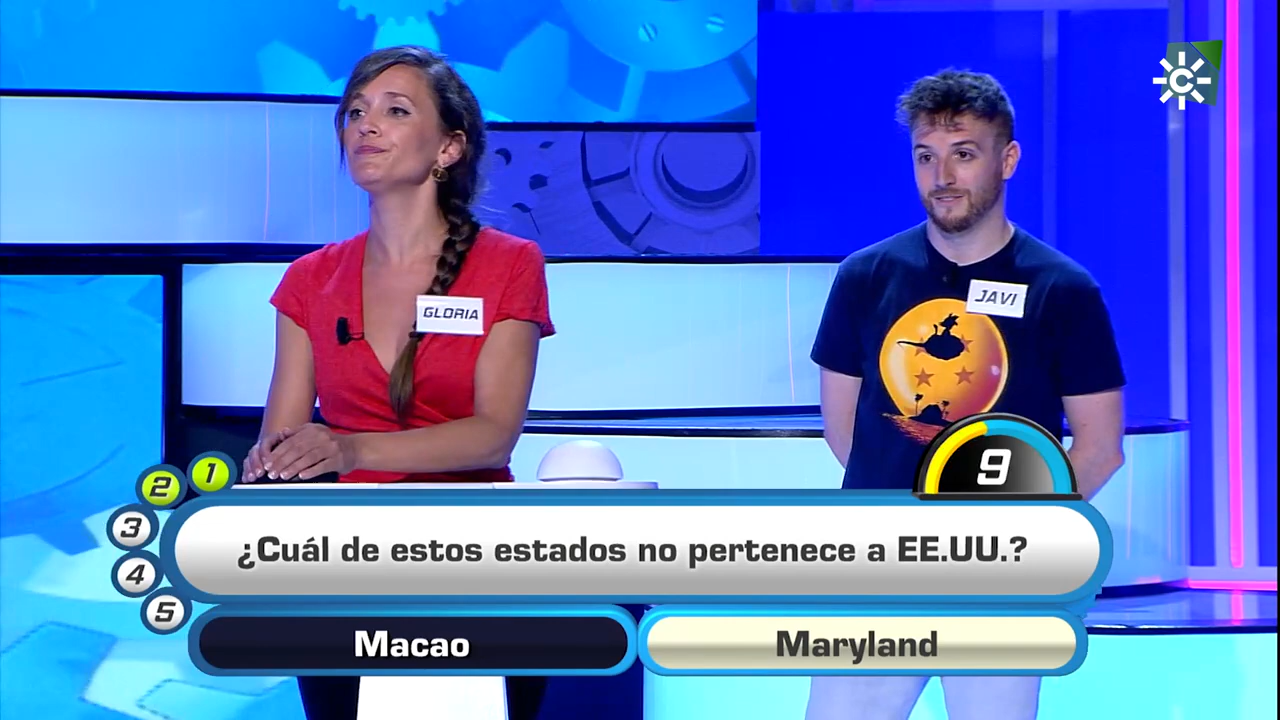 C
GLORIA
JAVI
9
1
2
3
4
5
¿Cuál de estos estados no pertenece a EE.UU.?
Macao
Maryland